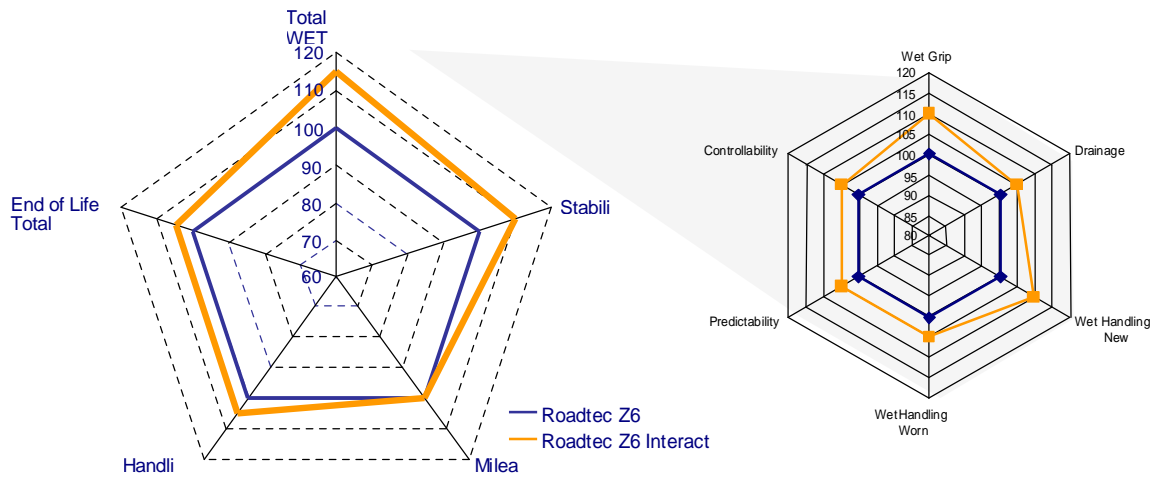 Total
WET
120
110
100
90
80
70
60
Stabili
Milea
Handli
End of Life
Total
Roadtec Z6
Roadtec Z6 Interact
Wet Grip
120
115
110
105
100
95
90
85
80
Drainage
Wet Handling
New
WetHandling
Worn
Predictability
Controllability